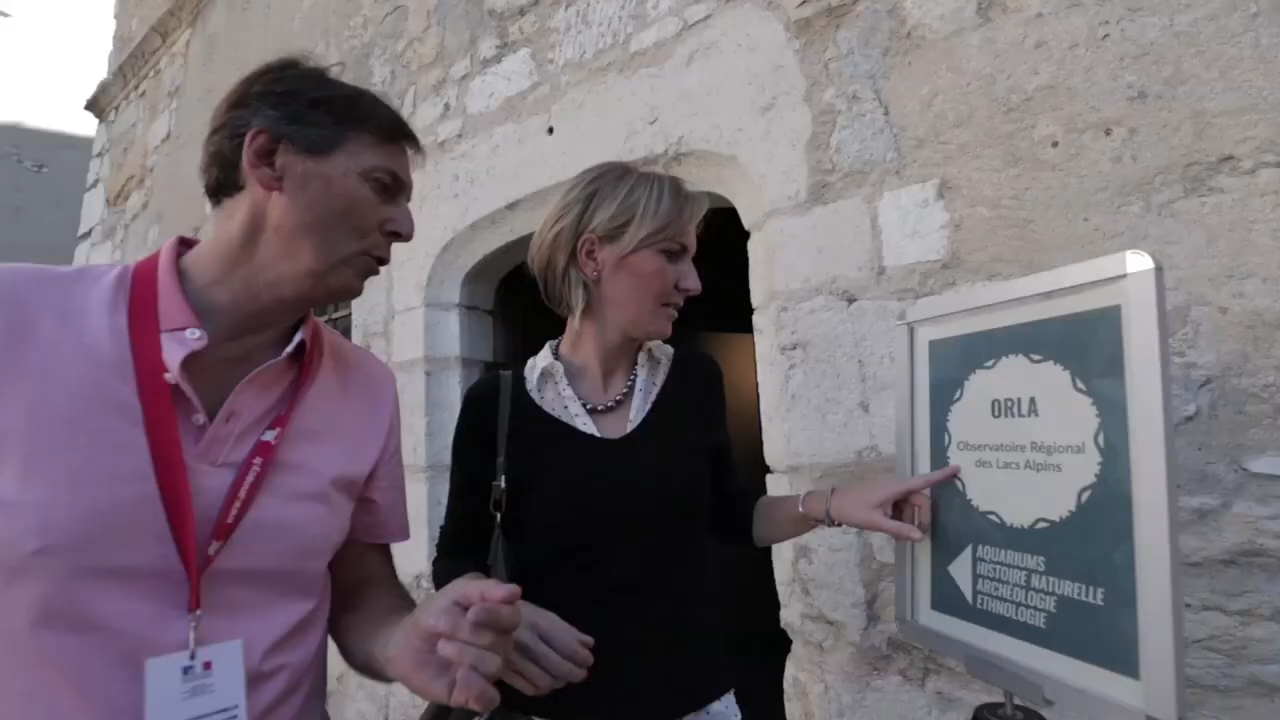 ORLA
Observatoire Régional
des Lacs Alpins
AQUARIUMS
HISTOIRE NATURELLE
ARCHÉOLOGIE
ETHNOLOGIE